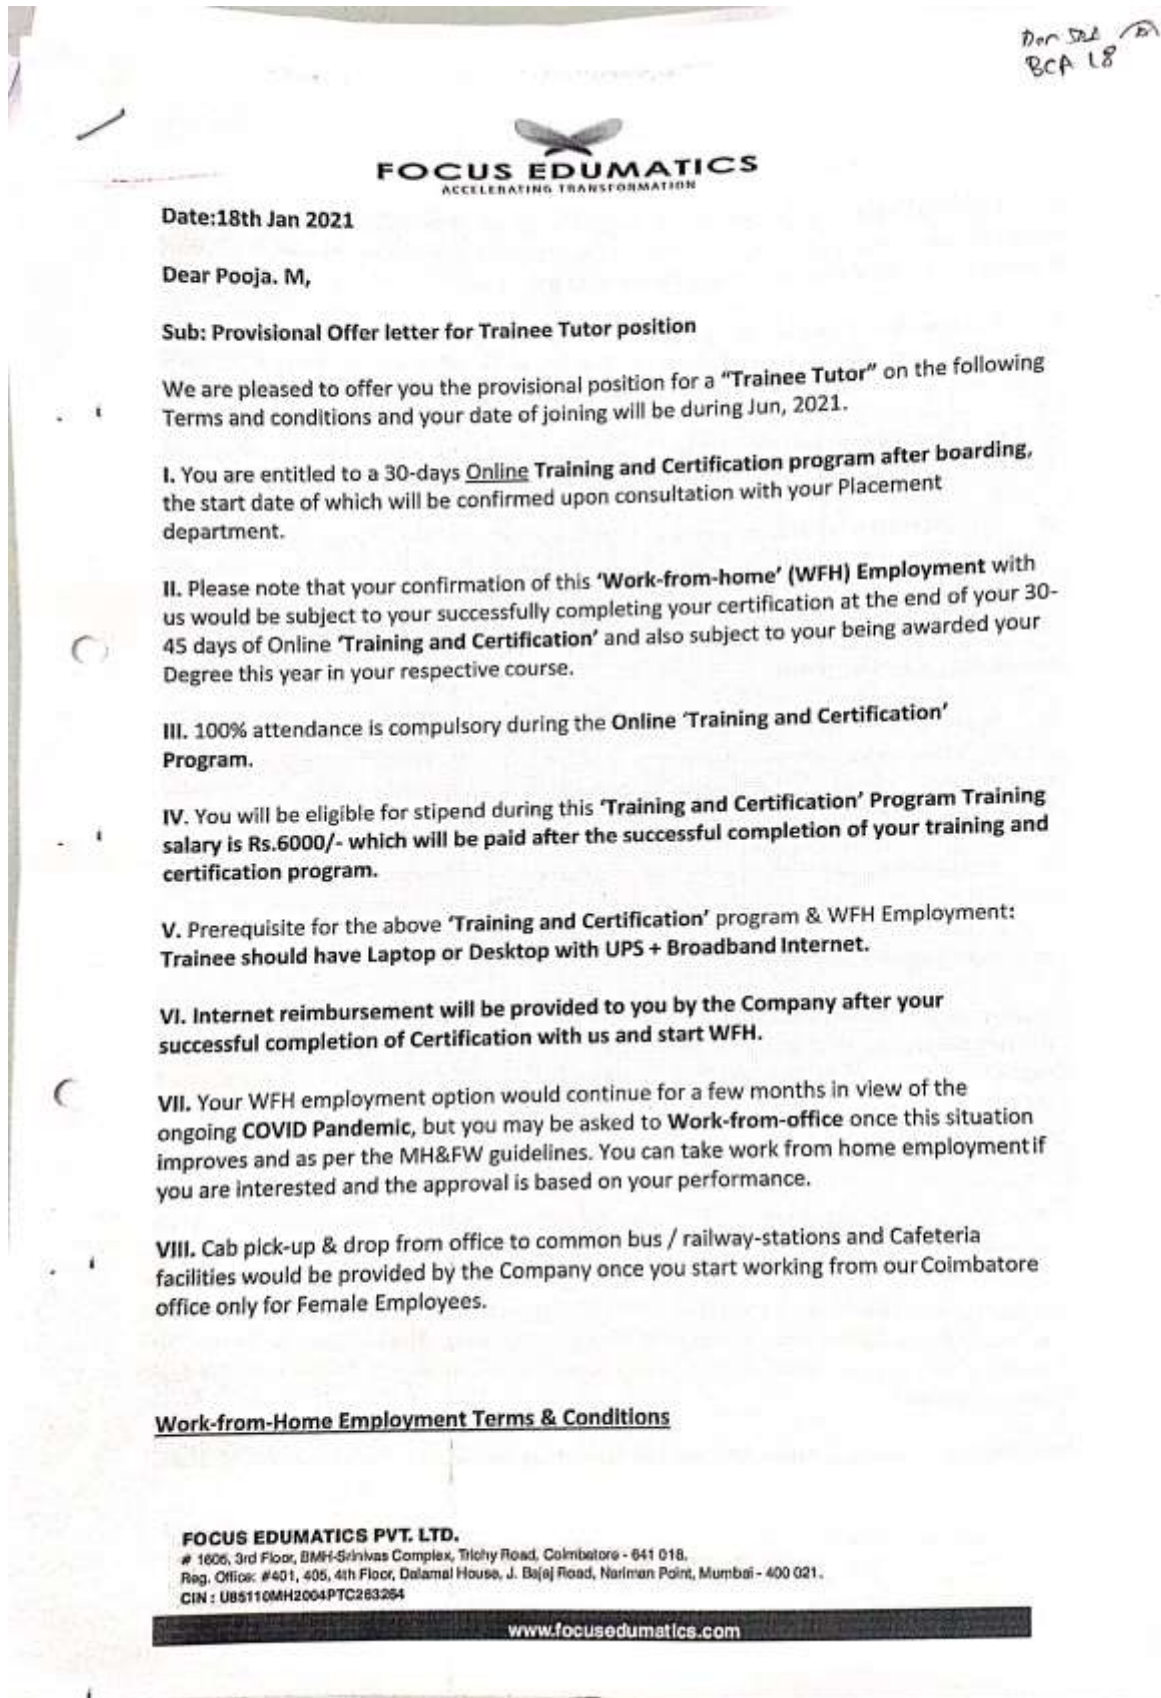 BCA 18
FOCUS EDUMATICS
ACCELERATING TRANSFORMATION
Date:18th Jan 2021
Dear Pooja. M,
Sub: Provisional Offer letter for Trainee Tutor position
We are pleased to offer you the provisional position for a “Trainee Tutor” on the following
Terms and conditions and your date of joining will be during Jun, 2021.
I. You are entitled to a 30-days Online Training and Certification program after boarding,
the start date of which will be confirmed upon consultation with your Placement
department.
II. Please note that your confirmation of this ‘Work-from-home’ (WFH) Employment with
us would be subject to your successfully completing your certification at the end of your 30-
45 days of Online ‘Training and Certification’ and also subject to your being awarded your
Degree this year in your respective course.
III. 100% attendance is compulsory during the Online ‘Training and Certification’
Program.
IV. You will be eligible for stipend during this ‘Training and Certification’ Program Training
salary is Rs.6000/- which will be paid after the successful completion of your training and
certification program.
V. Prerequisite for the above ‘Training and Certification’ program & WFH Employment:
Trainee should have Laptop or Desktop with UPS + Broadband Internet.
VI. Internet reimbursement will be provided to you by the Company after your
successful completion of Certification with us and start WFH.
VII. Your WFH employment option would continue for a few months in view of the
ongoing COVID Pandemic, but you may be asked to Work-from-office once this situation
improves and as per the MH&FW guidelines. You can take work from home employment if
you are interested and the approval is based on your performance.
VIII. Cab pick-up & drop from office to common bus / railway-stations and Cafeteria
facilities would be provided by the Company once you start working from our Coimbatore
office only for Female Employees.
Work-from-Home Employment Terms & Conditions
FOCUS EDUMATICS PVT. LTD.
# 1606, 3rd Floor, BMH-Srinivas Complex, Trichy Road, Coimbatore - 641 018.
Reg. Office: #401, 405, 4th Floor, Dalamal House, J. Bajaj Road, Nariman Point, Mumbai - 400 021.
CIN : U85110MH2004PTC263264
www.focusedumatics.com